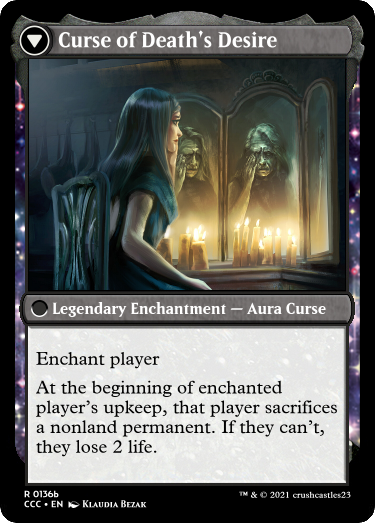 Curse of Death's Desire
Legendary Enchantment — Aura Curse
Enchant player
At the beginning of enchanted
player's upkeep, that player sacrifices
a nonland permanent. If they can't,
they lose 2 life.
R 0136b
CCC • EN Klaudia Bezak
™ & © 2021 crushcastles23